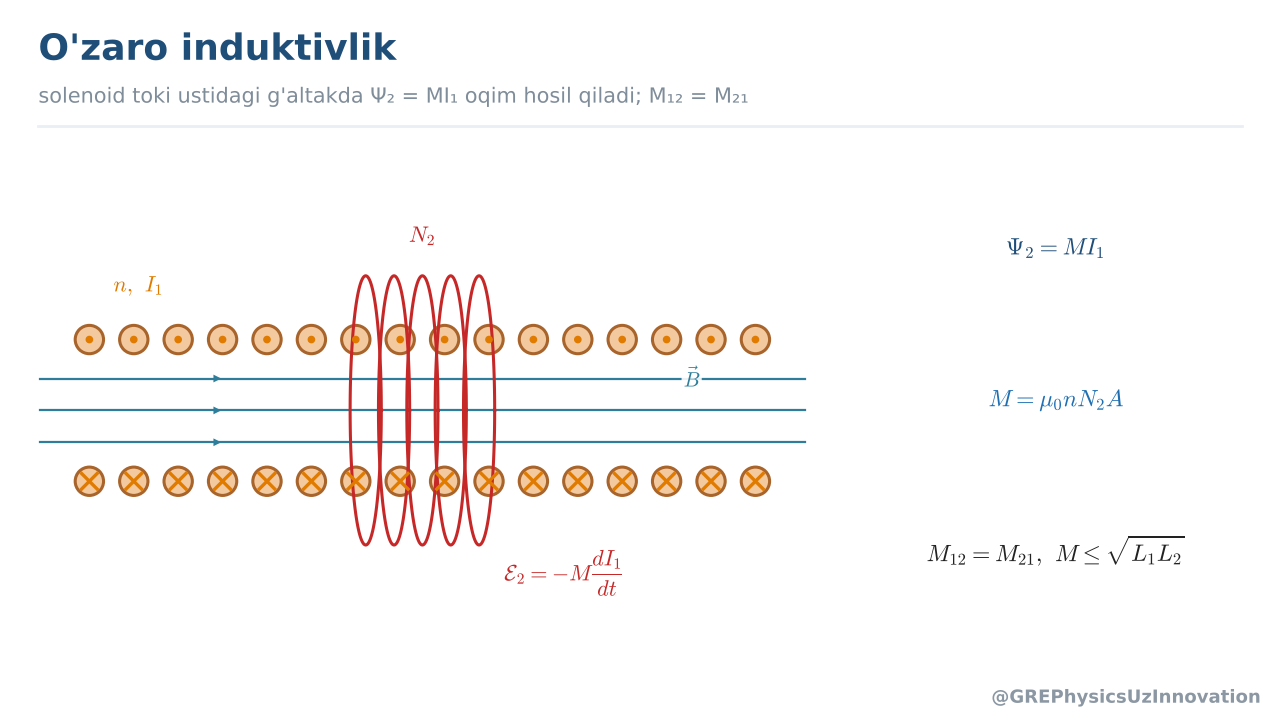 O'zaro induktivlik
solenoid toki ustidagi g'altakda Ψ₂ = MI₁ oqim hosil qiladi; M₁₂ = M₂₁
N₂
n, I₁
B⃗
ℰ₂ = −M dI₁/dt
Ψ₂ = MI₁
M = μ₀nN₂A
M₁₂ = M₂₁, M ≤ √L₁L₂
@GREPhysicsUzInnovation